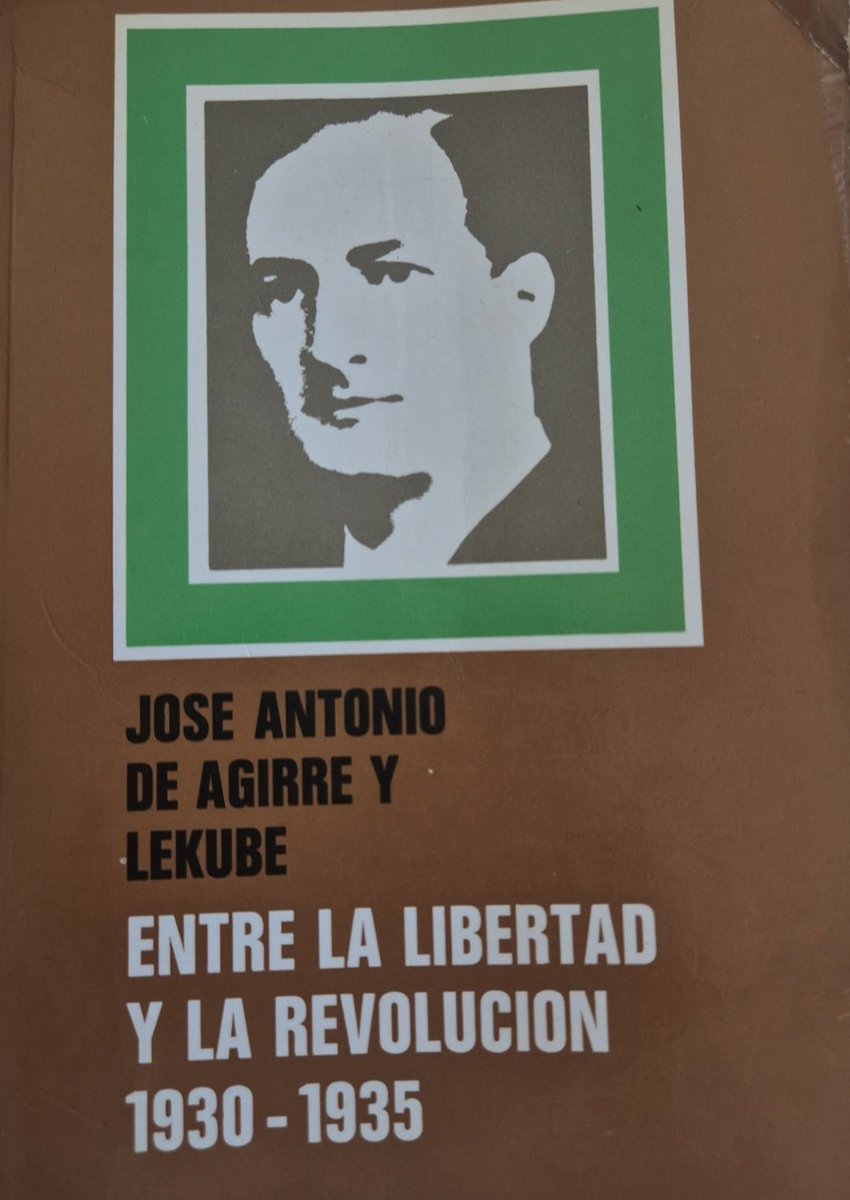 JOSE ANTONIO
DE AGIRRE Y
LEKUBE
ENTRE LA LIBERTAD
Y LA REVOLUCION
1930-1935